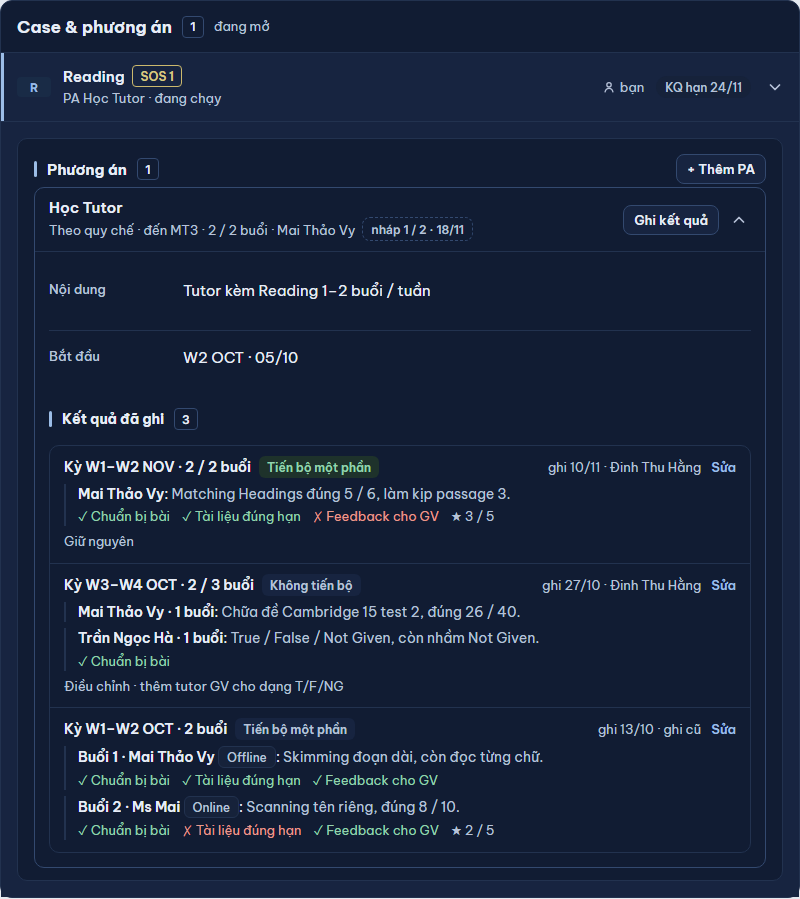 Case & phương án 1 đang mở
R Reading SOS 1
PA Học Tutor · đang chạy
bạn KQ hạn 24/11
Phương án 1
+ Thêm PA
Học Tutor
Theo quy chế · đến MT3 · 2 / 2 buổi · Mai Thảo Vy nháp 1 / 2 · 18/11
Ghi kết quả
Nội dung Tutor kèm Reading 1–2 buổi / tuần
Bắt đầu W2 OCT · 05/10
Kết quả đã ghi 3
Kỳ W1–W2 NOV · 2 / 2 buổi Tiến bộ một phần ghi 10/11 · Đinh Thu Hằng Sửa
Mai Thảo Vy: Matching Headings đúng 5 / 6, làm kịp passage 3.
✓ Chuẩn bị bài ✓ Tài liệu đúng hạn ✗ Feedback cho GV ★ 3 / 5
Giữ nguyên
Kỳ W3–W4 OCT · 2 / 3 buổi Không tiến bộ ghi 27/10 · Đinh Thu Hằng Sửa
Mai Thảo Vy · 1 buổi: Chữa đề Cambridge 15 test 2, đúng 26 / 40.
Trần Ngọc Hà · 1 buổi: True / False / Not Given, còn nhầm Not Given.
✓ Chuẩn bị bài
Điều chỉnh · thêm tutor GV cho dạng T/F/NG
Kỳ W1–W2 OCT · 2 buổi Tiến bộ một phần ghi 13/10 · ghi cũ Sửa
Buổi 1 · Mai Thảo Vy Offline : Skimming đoạn dài, còn đọc từng chữ.
✓ Chuẩn bị bài ✓ Tài liệu đúng hạn ✓ Feedback cho GV
Buổi 2 · Ms Mai Online : Scanning tên riêng, đúng 8 / 10.
✓ Chuẩn bị bài ✗ Tài liệu đúng hạn ✓ Feedback cho GV ★ 2 / 5